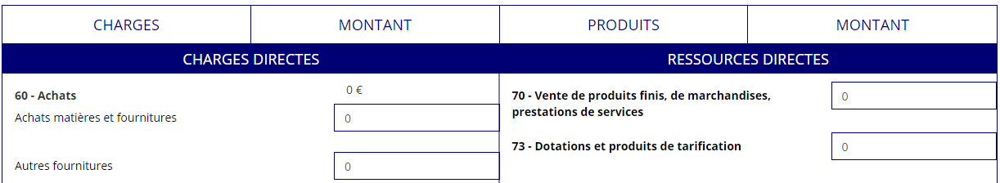 CHARGES MONTANT PRODUITS MONTANT
CHARGES DIRECTES RESSOURCES DIRECTES
60 - Achats 0 €
Achats matières et fournitures 0
Autres fournitures 0
70 - Vente de produits finis, de marchandises, 0
prestations de services
73 - Dotations et produits de tarification 0